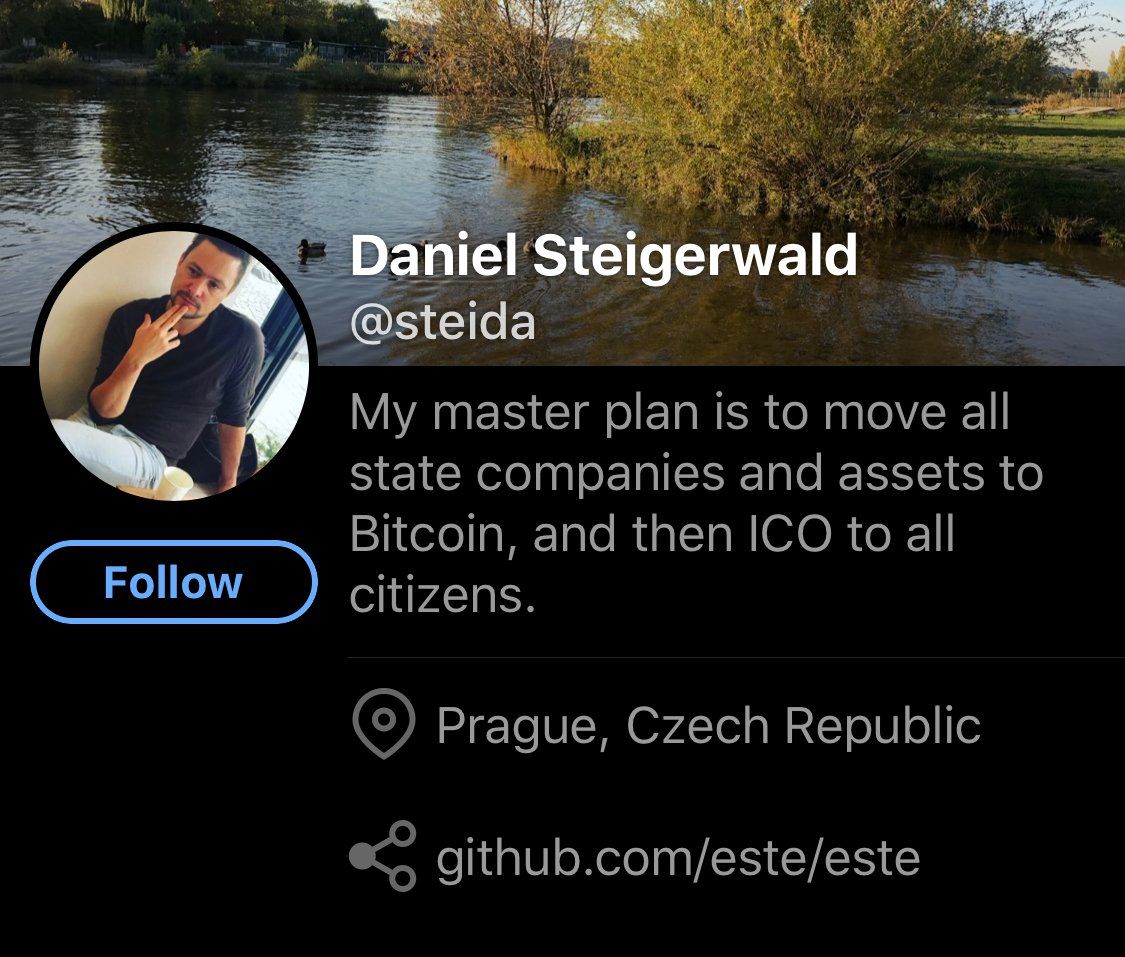 Daniel Steigerwald
@steida
My master plan is to move all
state companies and assets to
Bitcoin, and then ICO to all
citizens.
Follow
Prague, Czech Republic
github.com/este/este